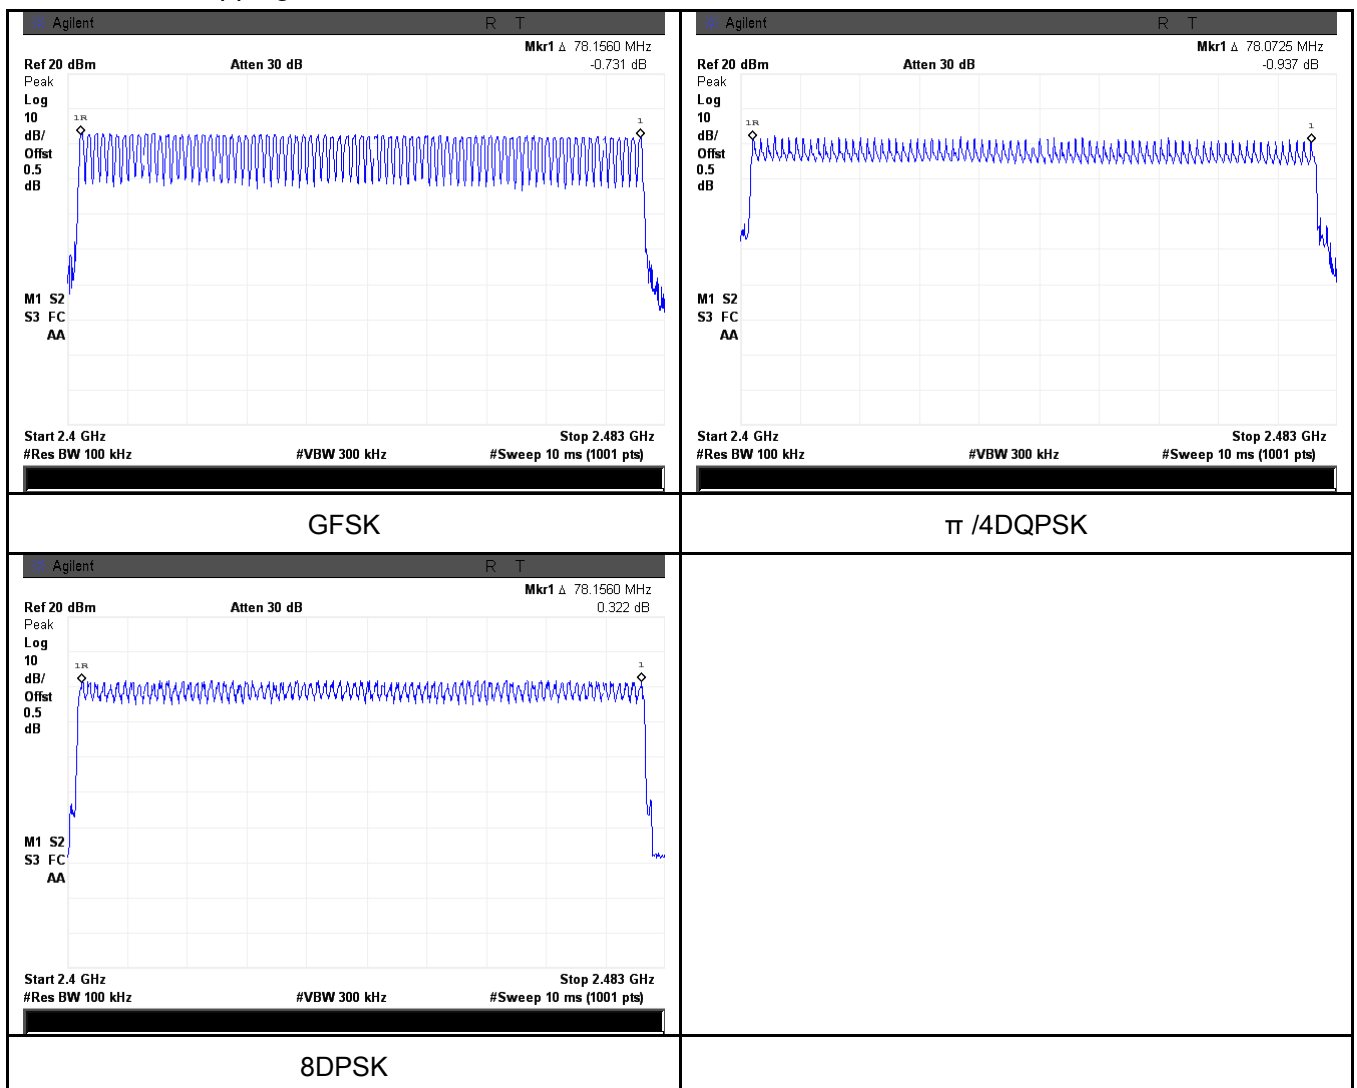 Agilent
R T
Mkr1 Δ 78.1560 MHz
Ref 20 dBm Atten 30 dB -0.731 dB
Peak
Log
10
dB/
Offst
0.5
dB
1R
1
M1 S2
S3 FC
AA
Start 2.4 GHz Stop 2.483 GHz
#Res BW 100 kHz #VBW 300 kHz #Sweep 10 ms (1001 pts)
GFSK
Agilent
R T
Mkr1 Δ 78.0725 MHz
Ref 20 dBm Atten 30 dB -0.937 dB
Peak
Log
10
dB/
Offst
0.5
dB
1R
1
M1 S2
S3 FC
AA
Start 2.4 GHz Stop 2.483 GHz
#Res BW 100 kHz #VBW 300 kHz #Sweep 10 ms (1001 pts)
π /4DQPSK
Agilent
R T
Mkr1 Δ 78.1560 MHz
Ref 20 dBm Atten 30 dB 0.322 dB
Peak
Log
10
dB/
Offst
0.5
dB
1R
1
M1 S2
S3 FC
AA
Start 2.4 GHz Stop 2.483 GHz
#Res BW 100 kHz #VBW 300 kHz #Sweep 10 ms (1001 pts)
8DPSK